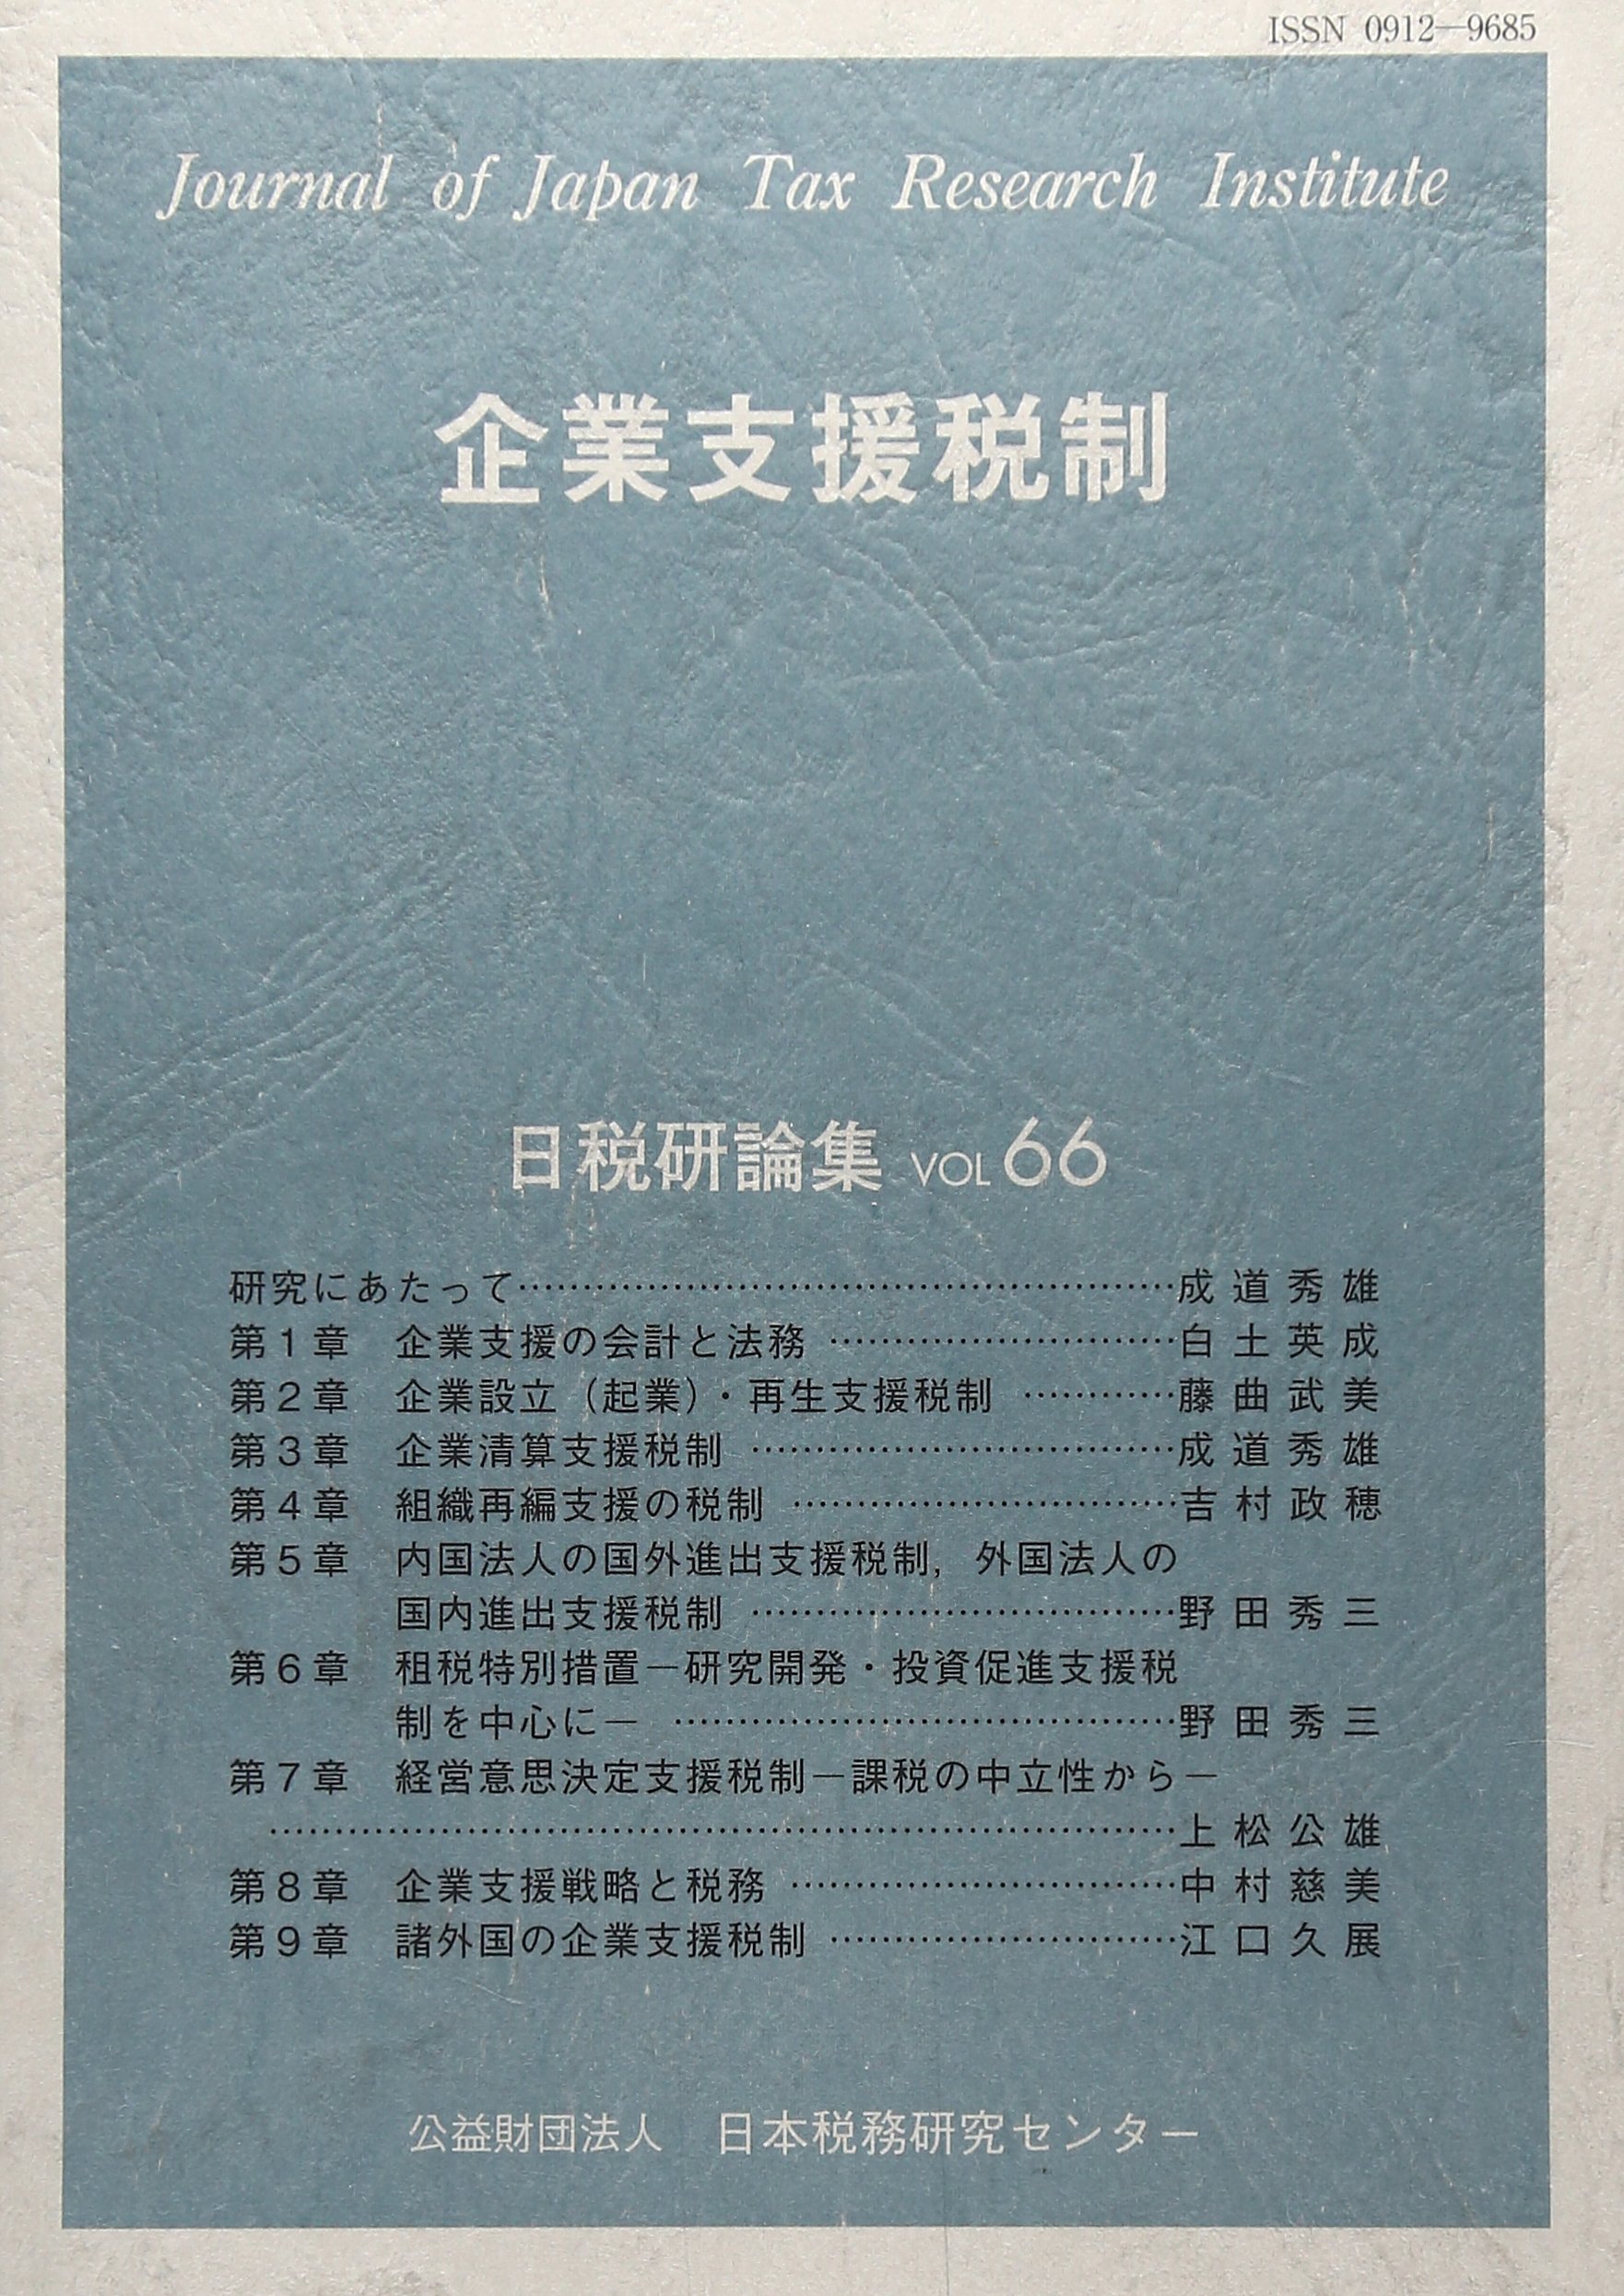 ISSN 0912-9685
Journal of Japan Tax Research Institute
企業支援税制
日税研論集 VOL 66
研究にあたって……………………………………………成道秀雄
第1章 企業支援の会計と法務 ………………………白土英成
第2章 企業設立（起業）・再生支援税制 …………藤曲武美
第3章 企業清算支援税制 ……………………………成道秀雄
第4章 組織再編支援の税制 …………………………吉村政穂
第5章 内国法人の国外進出支援税制，外国法人の
国内進出支援税制 ……………………………野田秀三
第6章 租税特別措置－研究開発・投資促進支援税
制を中心に－ …………………………………野田秀三
第7章 経営意思決定支援税制－課税の中立性から－
………………………………………………………………上松公雄
第8章 企業支援戦略と税務 …………………………中村慈美
第9章 諸外国の企業支援税制 ………………………江口久展
公益財団法人 日本税務研究センター